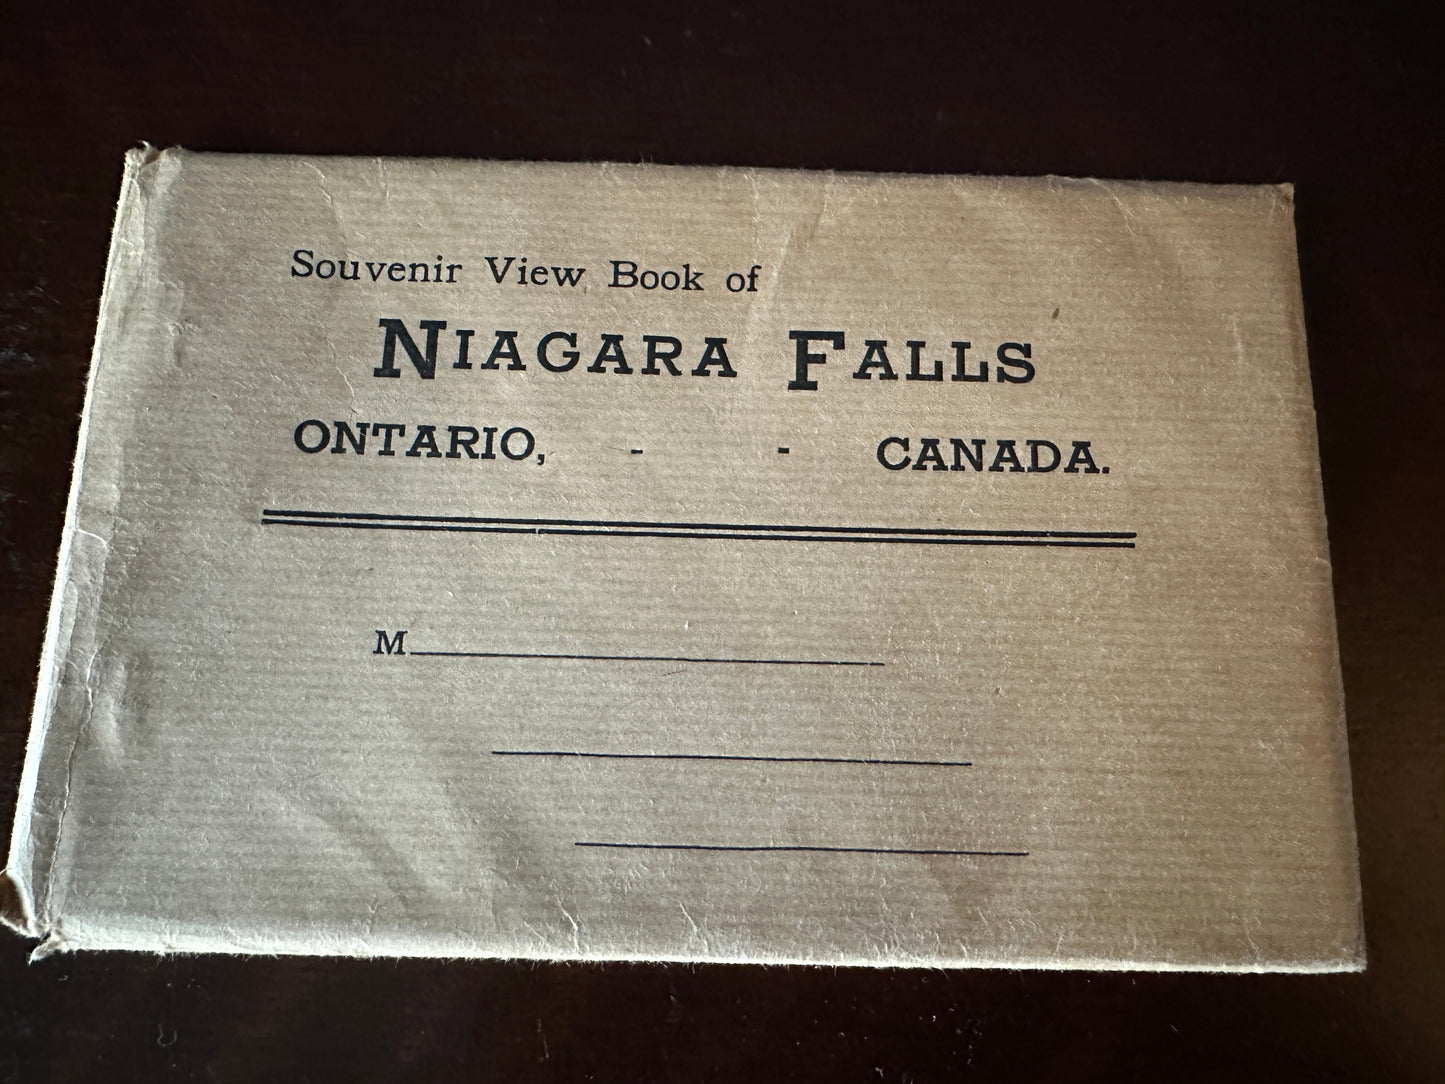 Souvenir View Book of
NIAGARA FALLS
ONTARIO, - - CANADA.
M